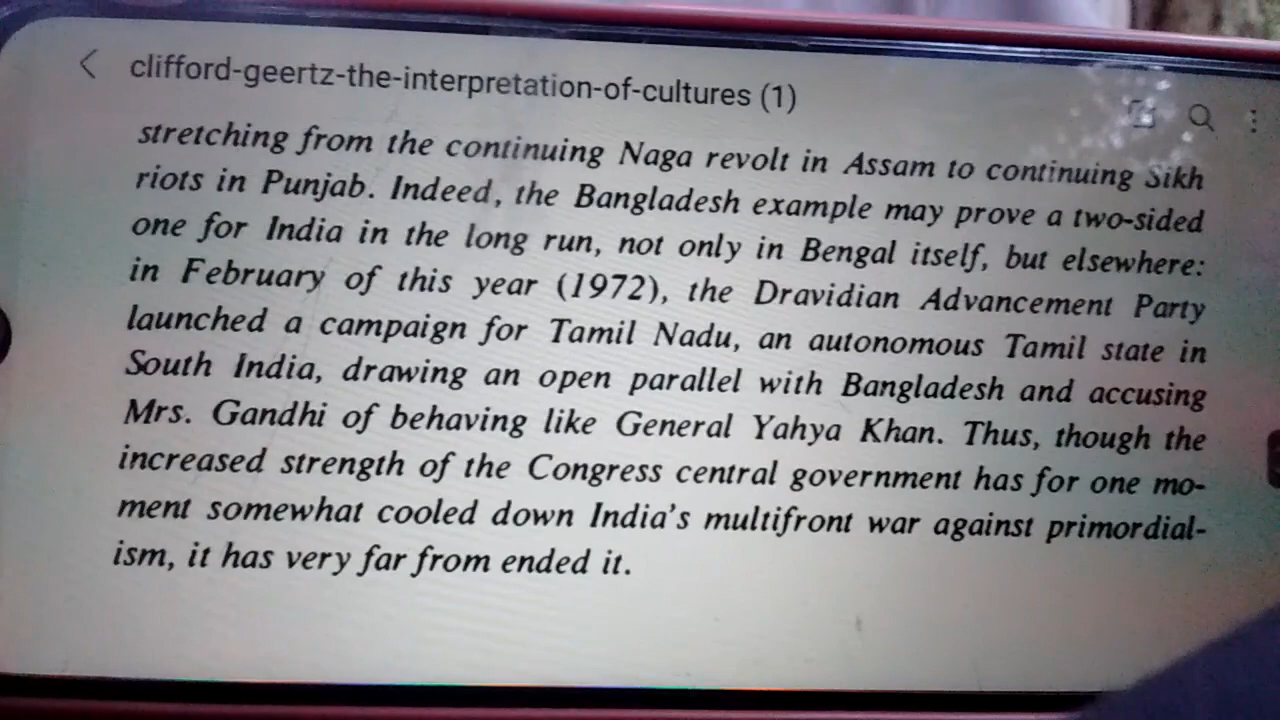 clifford-geertz-the-interpretation-of-cultures (1)
stretching from the continuing Naga revolt in Assam to continuing Sikh
riots in Punjab. Indeed, the Bangladesh example may prove a two-sided
one for India in the long run, not only in Bengal itself, but elsewhere:
in February of this year (1972), the Dravidian Advancement Party
launched a campaign for Tamil Nadu, an autonomous Tamil state in
South India, drawing an open parallel with Bangladesh and accusing
Mrs. Gandhi of behaving like General Yahya Khan. Thus, though the
increased strength of the Congress central government has for one mo-
ment somewhat cooled down India's multifront war against primordial-
ism, it has very far from ended it.